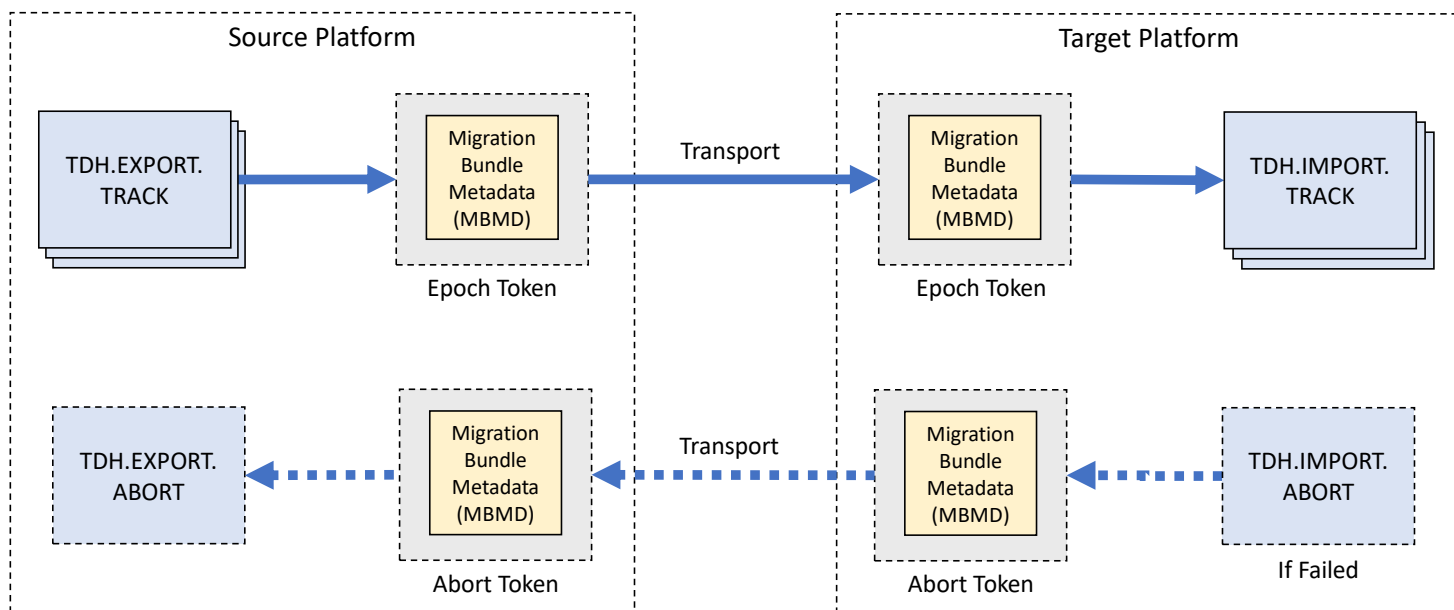 Source Platform
Target Platform
TDH.EXPORT.
TRACK
Migration
Bundle
Metadata
(MBMD)
Epoch Token
Transport
Migration
Bundle
Metadata
(MBMD)
Epoch Token
TDH.IMPORT.
TRACK
TDH.EXPORT.
ABORT
Migration
Bundle
Metadata
(MBMD)
Abort Token
Transport
Migration
Bundle
Metadata
(MBMD)
Abort Token
TDH.IMPORT.
ABORT
If Failed